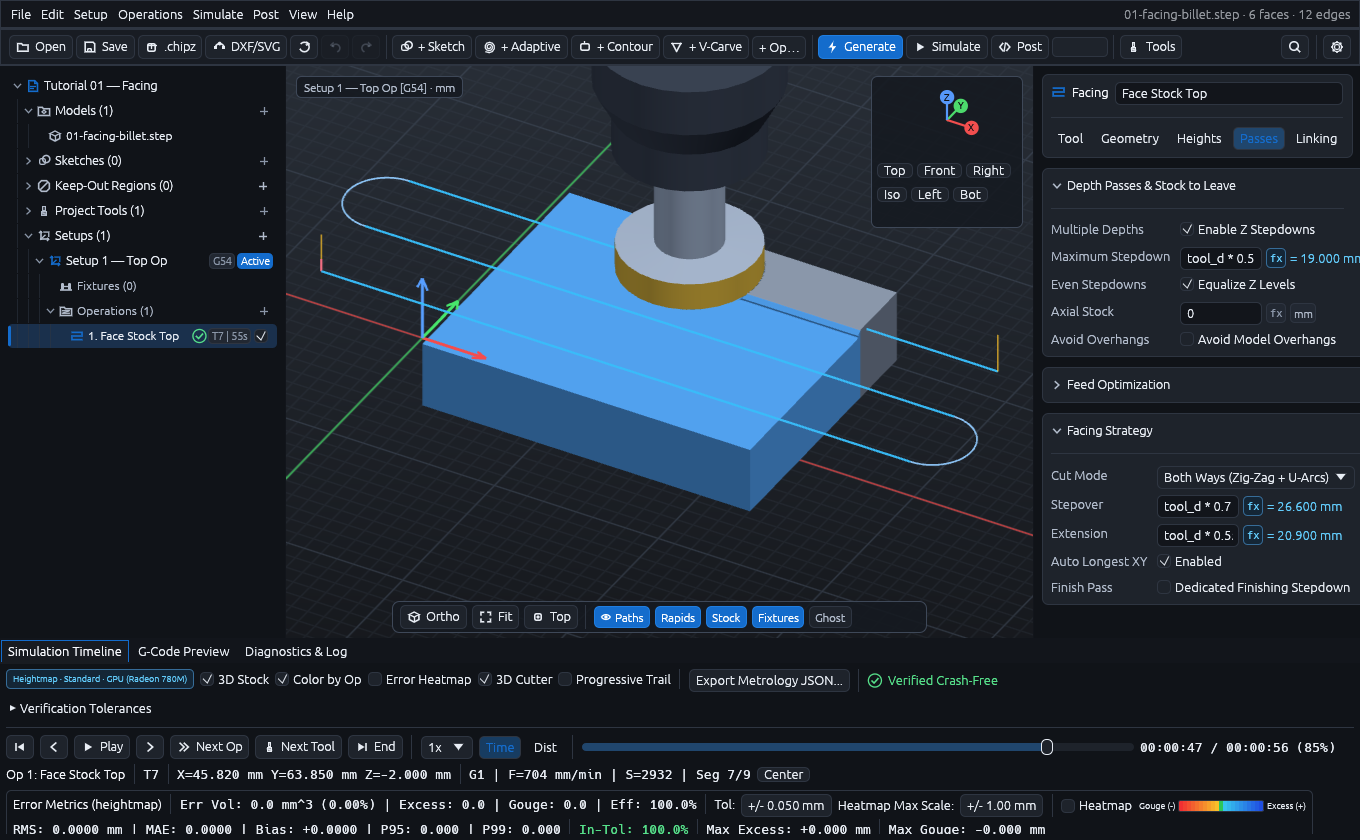 File Edit Setup Operations Simulate Post View Help 01-facing-billet.step · 6 faces · 12 edges
Open Save .chipz DXF/SVG + Sketch + Adaptive + Contour + V-Carve + Op... Generate Simulate Post Tools
Tutorial 01 — Facing
Models (1) +
01-facing-billet.step
Sketches (0) +
Keep-Out Regions (0) +
Project Tools (1) +
Setups (1) +
Setup 1 — Top Op G54 Active
Fixtures (0)
Operations (1) +
1. Face Stock Top T7 | 55s
Setup 1 — Top Op [G54] · mm
Z
Y
X
Top Front Right
Iso Left Bot
Ortho Fit Top Paths Rapids Stock Fixtures Ghost
Facing Face Stock Top
Tool Geometry Heights Passes Linking
Depth Passes & Stock to Leave
Multiple Depths Enable Z Stepdowns
Maximum Stepdown tool_d * 0.5 fx = 19.000 mm
Even Stepdowns Equalize Z Levels
Axial Stock 0 fx mm
Avoid Overhangs Avoid Model Overhangs
Feed Optimization
Facing Strategy
Cut Mode Both Ways (Zig-Zag + U-Arcs)
Stepover tool_d * 0.7 fx = 26.600 mm
Extension tool_d * 0.5. fx = 20.900 mm
Auto Longest XY Enabled
Finish Pass Dedicated Finishing Stepdown
Simulation Timeline G-Code Preview Diagnostics & Log
Heightmap · Standard · GPU (Radeon 780M) 3D Stock Color by Op Error Heatmap 3D Cutter Progressive Trail Export Metrology JSON... Verified Crash-Free
Verification Tolerances
Play Next Op Next Tool End 1x Time Dist 00:00:47 / 00:00:56 (85%)
Op 1: Face Stock Top T7 X=45.820 mm Y=63.850 mm Z=-2.000 mm G1 | F=704 mm/min | S=2932 | Seg 7/9 Center
Error Metrics (heightmap) Err Vol: 0.0 mm^3 (0.00%) | Excess: 0.0 | Gouge: 0.0 | Eff: 100.0% Tol: +/- 0.050 mm Heatmap Max Scale: +/- 1.00 mm Heatmap Gouge (-) Excess (+)
RMS: 0.0000 mm | MAE: 0.0000 | Bias: +0.0000 | P95: 0.000 | P99: 0.000 In-Tol: 100.0% Max Excess: +0.000 mm Max Gouge: -0.000 mm